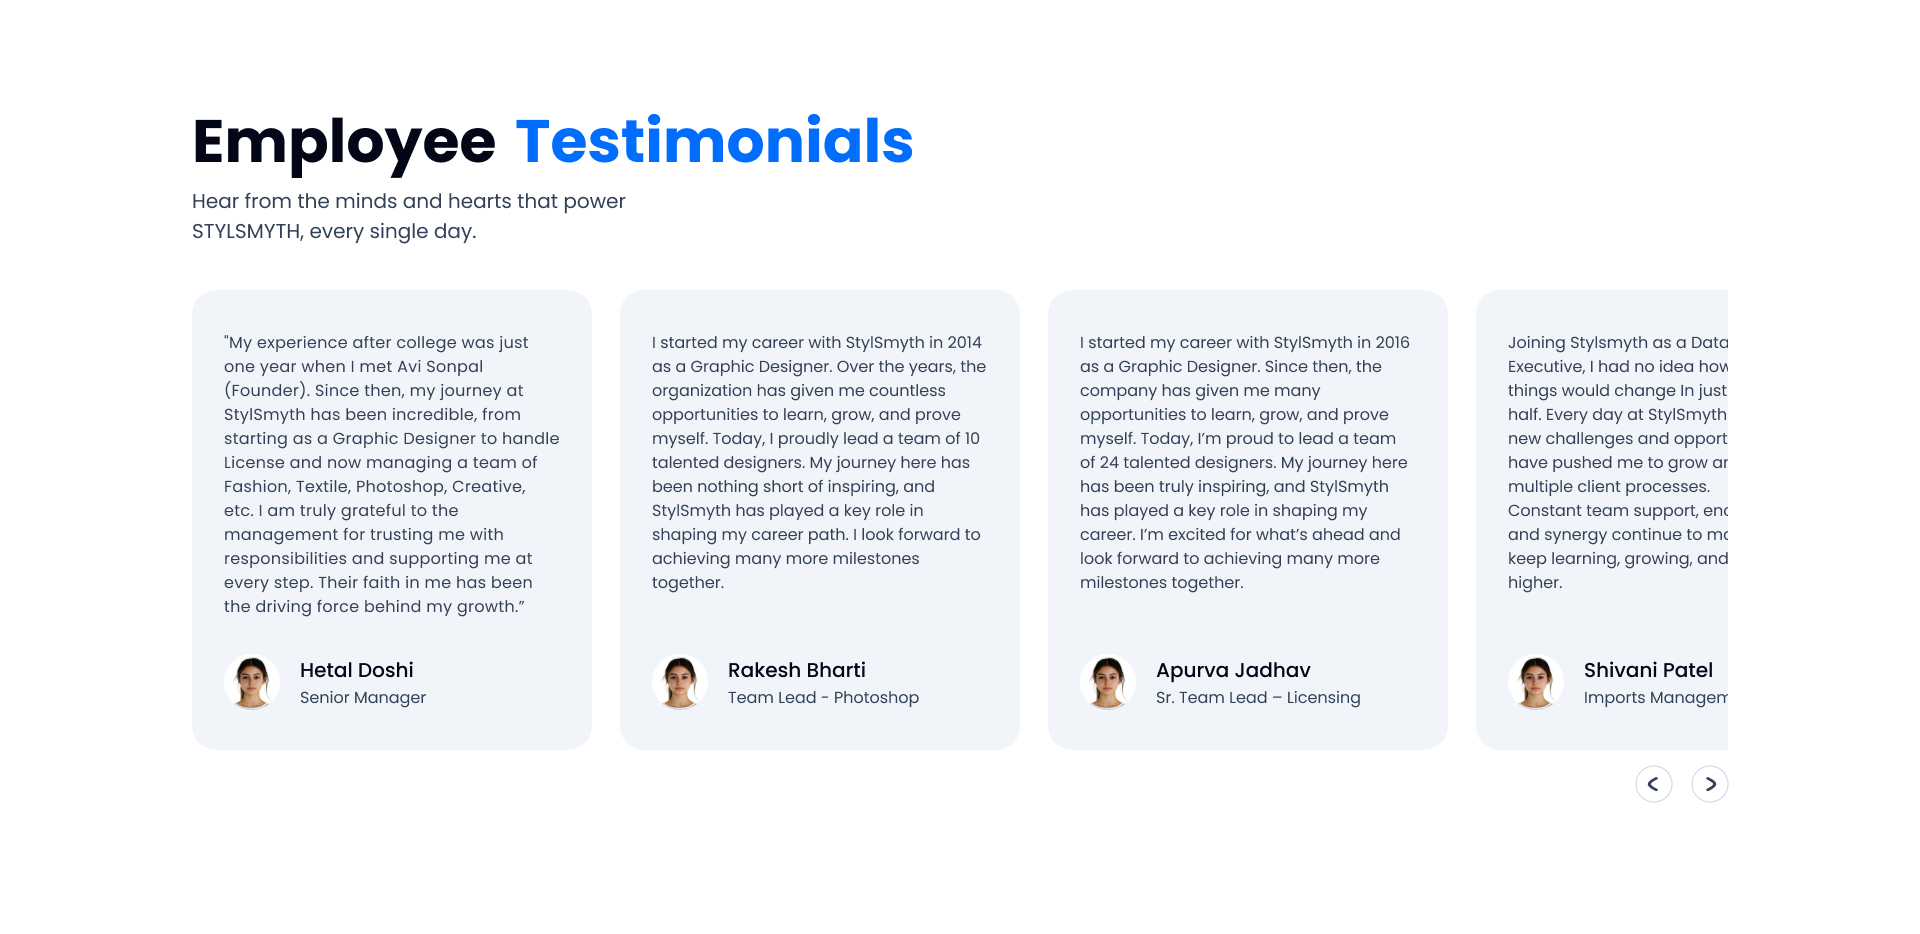 Employee Testimonials
Hear from the minds and hearts that power
STYLSMYTH, every single day.
"My experience after college was just
one year when I met Avi Sonpal
(Founder). Since then, my journey at
StylSmyth has been incredible, from
starting as a Graphic Designer to handle
License and now managing a team of
Fashion, Textile, Photoshop, Creative,
etc. I am truly grateful to the
management for trusting me with
responsibilities and supporting me at
every step. Their faith in me has been
the driving force behind my growth.”
Hetal Doshi
Senior Manager
I started my career with StylSmyth in 2014
as a Graphic Designer. Over the years, the
organization has given me countless
opportunities to learn, grow, and prove
myself. Today, I proudly lead a team of 10
talented designers. My journey here has
been nothing short of inspiring, and
StylSmyth has played a key role in
shaping my career path. I look forward to
achieving many more milestones
together.
Rakesh Bharti
Team Lead - Photoshop
I started my career with StylSmyth in 2016
as a Graphic Designer. Since then, the
company has given me many
opportunities to learn, grow, and prove
myself. Today, I’m proud to lead a team
of 24 talented designers. My journey here
has been truly inspiring, and StylSmyth
has played a key role in shaping my
career. I’m excited for what’s ahead and
look forward to achieving many more
milestones together.
Apurva Jadhav
Sr. Team Lead – Licensing
Joining Stylsmyth as a Data
Executive, I had no idea how
things would change In just
half. Every day at StylSmyth
new challenges and
have pushed me to grow
multiple client processes.
Constant team support,
and synergy continue to
keep learning, growing, and
higher.
Shivani Patel
Imports